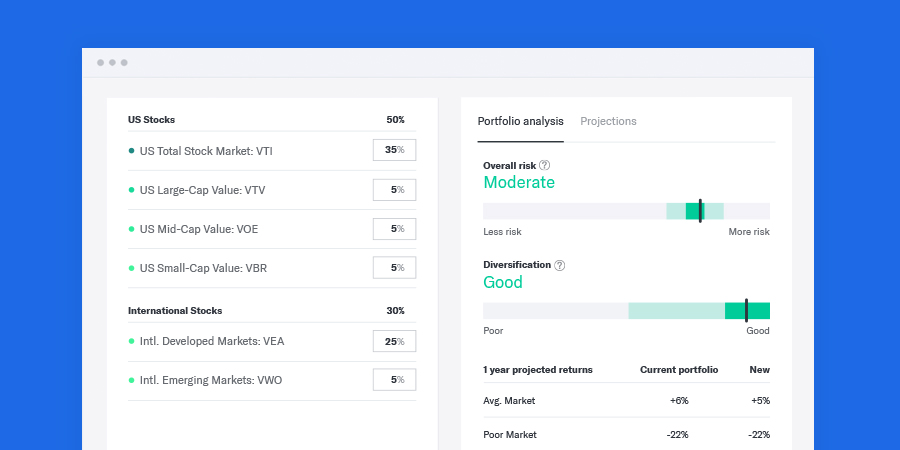 US Stocks 50%
US Total Stock Market: VTI 35%
US Large-Cap Value: VTV 5%
US Mid-Cap Value: VOE 5%
US Small-Cap Value: VBR 5%
International Stocks 30%
Intl. Developed Markets: VEA 25%
Intl. Emerging Markets: VWO 5%
Portfolio analysis Projections
Overall risk ?
Moderate
Less risk More risk
Diversification ?
Good
Poor Good
1 year projected returns Current portfolio New
Avg. Market +6% +5%
Poor Market -22% -22%